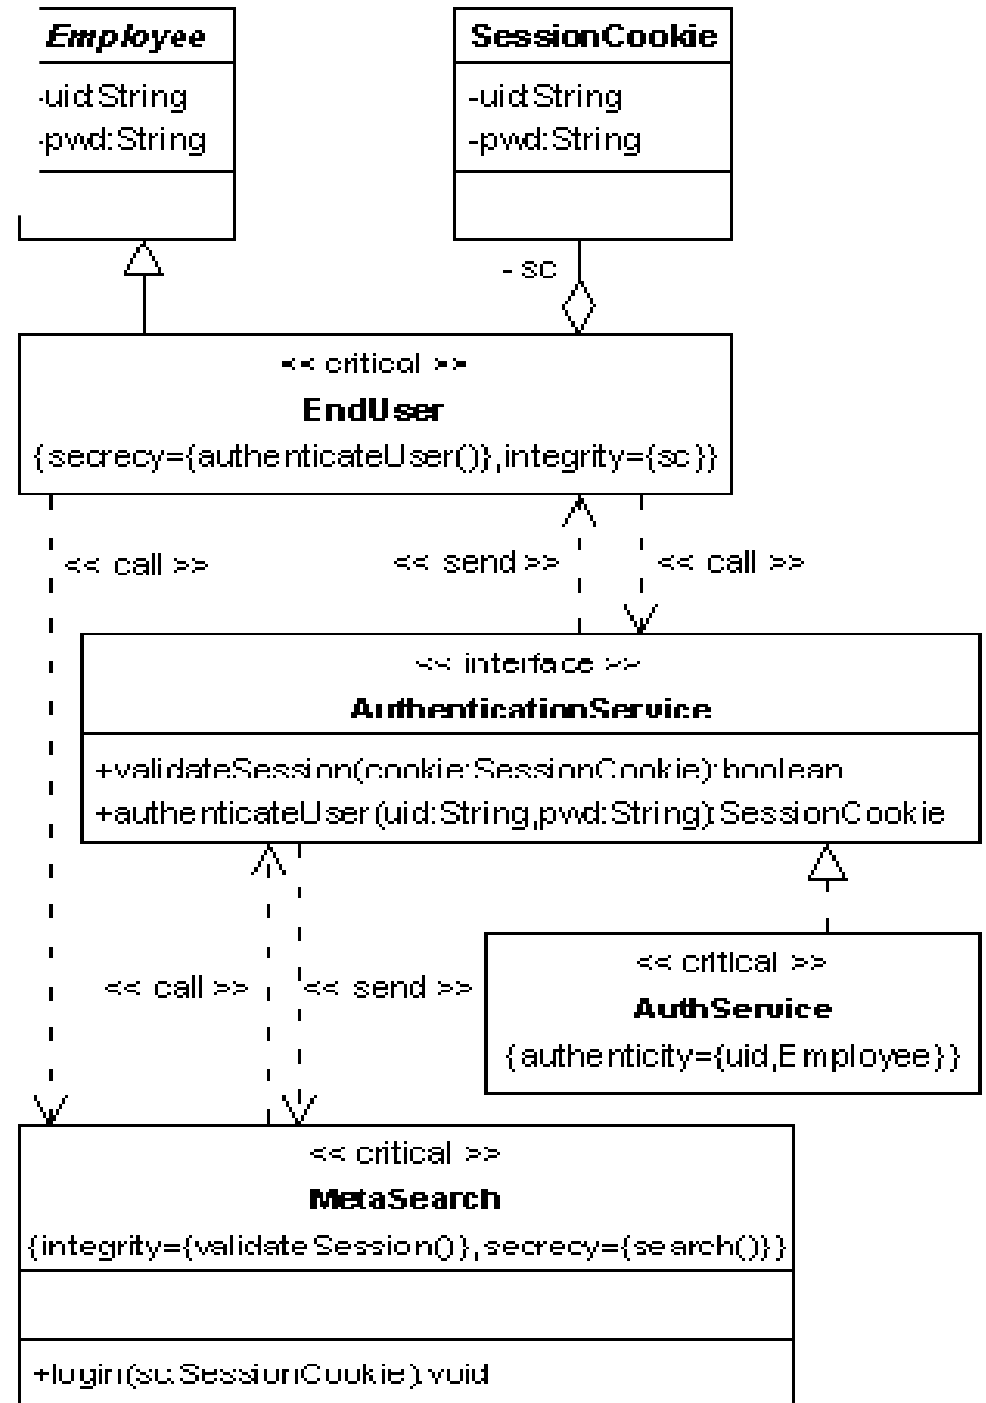 Employee
-uid:String
-pwd:String
SessionCookie
-uid:String
-pwd:String
- sc
<< critical >>
EndUser
{secrecy={authenticateUser()},integrity={sc}}
<< call >>
<< send >>
<< call >>
<< interface >>
AuthenticationService
+validateSession(cookie:SessionCookie):boolean
+authenticateUser(uid:String,pwd:String):SessionCookie
<< call >>
<< send >>
<< critical >>
AuthService
{authenticity={uid,Employee}}
<< critical >>
MetaSearch
{integrity={validateSession()},secrecy={search()}}
+login(sc:SessionCookie):void